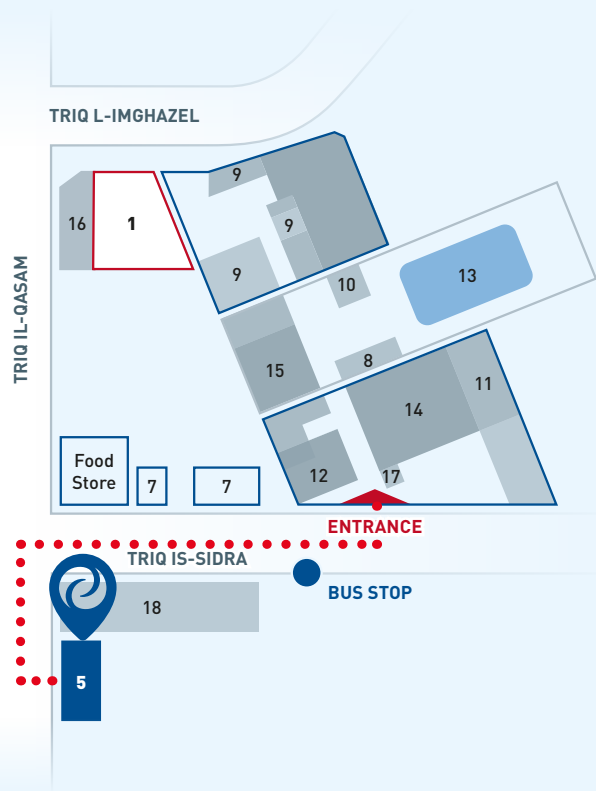 TRIQ L-IMGHAZEL
9
16
1
9
9
10
13
TRIQ IL-QASAM
15
8
11
14
Food
Store
7
7
12
17
ENTRANCE
TRIQ IS-SIDRA
BUS STOP
18
5